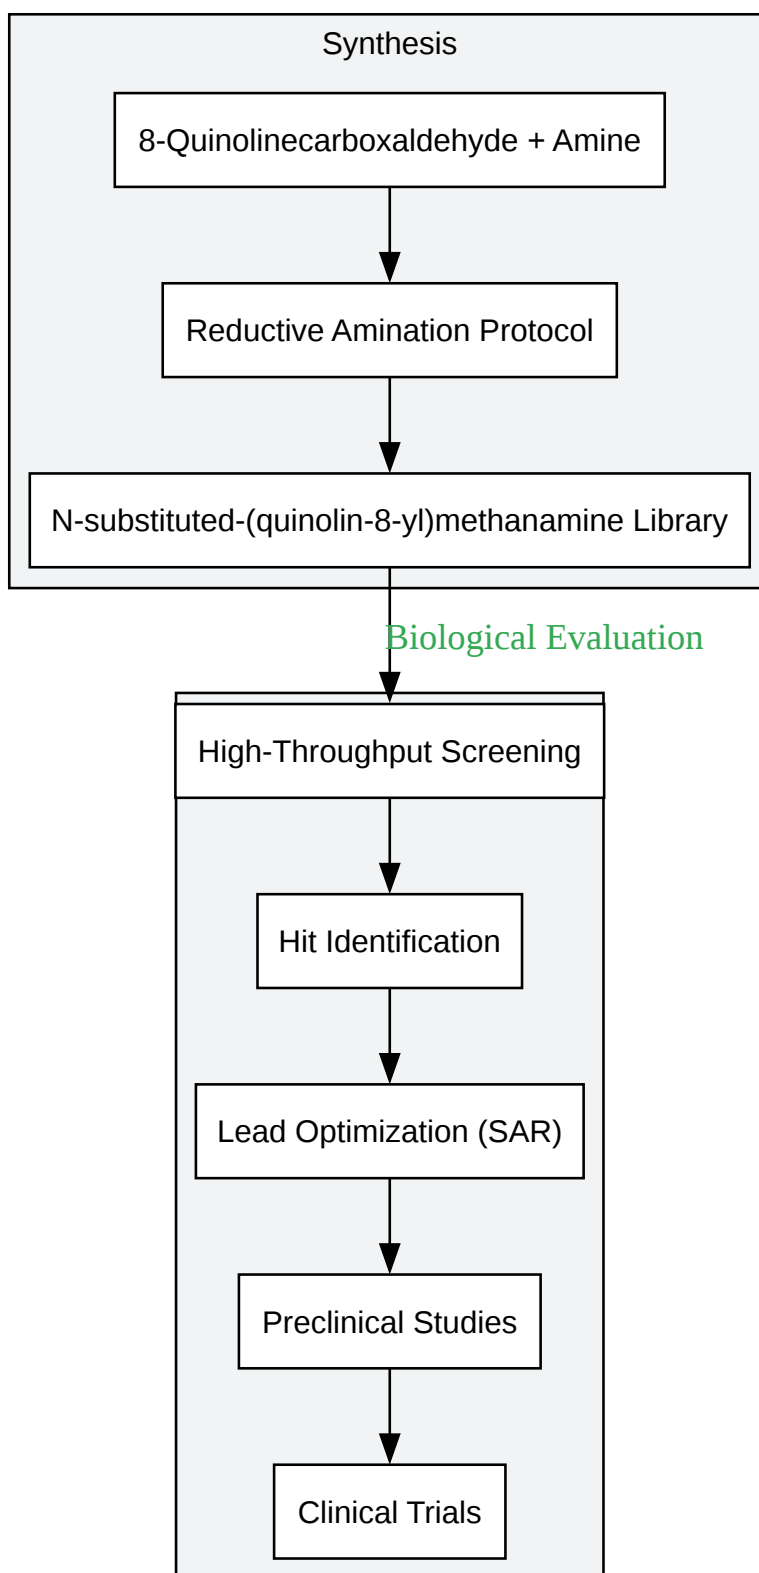 Synthesis
8-Quinolinecarboxaldehyde + Amine
Reductive Amination Protocol
N-substituted-(quinolin-8-yl)methanamine Library
Biological Evaluation
High-Throughput Screening
Hit Identification
Lead Optimization (SAR)
Preclinical Studies
Clinical Trials